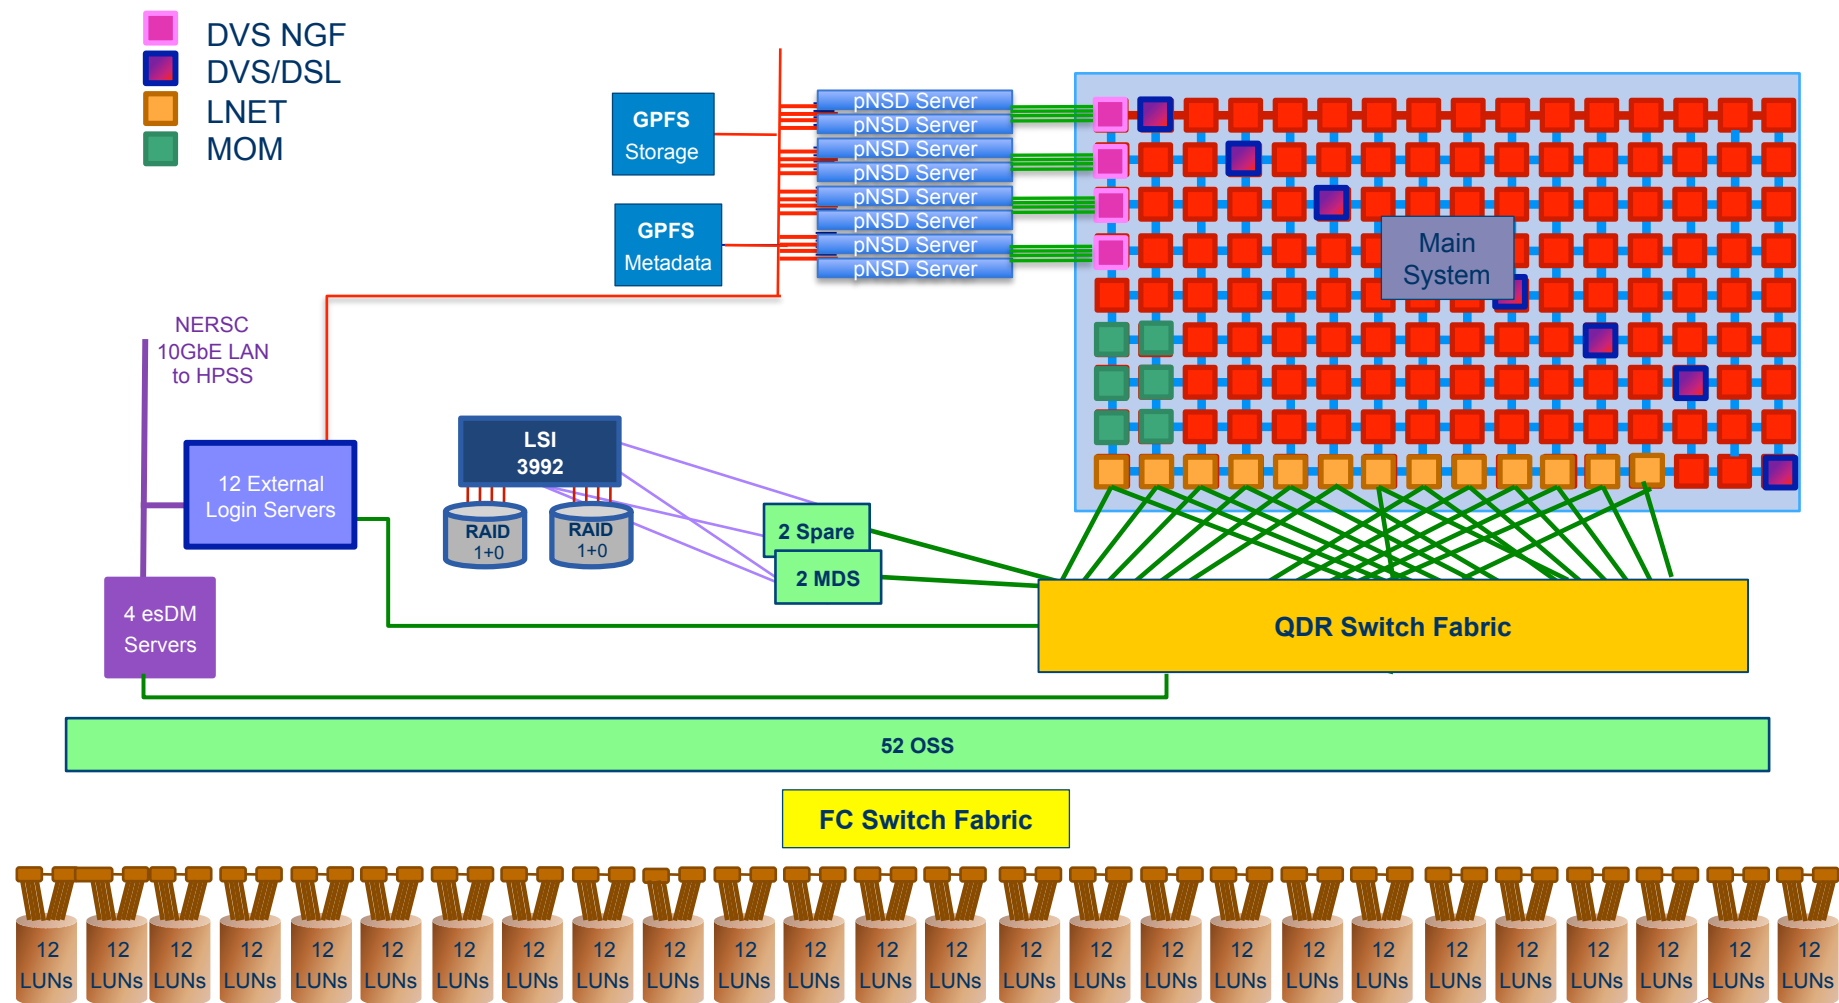 DVS NGF
DVS/DSL
LNET
MOM
GPFS
Storage
GPFS
Metadata
pNSD Server
pNSD Server
pNSD Server
pNSD Server
pNSD Server
pNSD Server
pNSD Server
pNSD Server
Main
System
NERSC
10GbE LAN
to HPSS
12 External
Login Servers
4 esDM
Servers
LSI
3992
RAID
1+0
RAID
1+0
2 Spare
2 MDS
QDR Switch Fabric
52 OSS
FC Switch Fabric
12
LUNs
12
LUNs
12
LUNs
12
LUNs
12
LUNs
12
LUNs
12
LUNs
12
LUNs
12
LUNs
12
LUNs
12
LUNs
12
LUNs
12
LUNs
12
LUNs
12
LUNs
12
LUNs
12
LUNs
12
LUNs
12
LUNs
12
LUNs
12
LUNs
12
LUNs
12
LUNs
12
LUNs
12
LUNs
12
LUNs